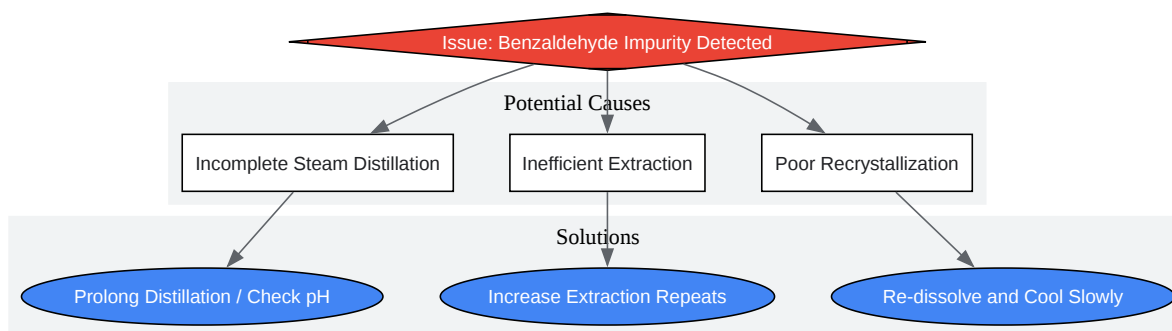 Issue: Benzaldehyde Impurity Detected
Potential Causes
Incomplete Steam Distillation
Inefficient Extraction
Poor Recrystallization
Solutions
Prolong Distillation / Check pH
Increase Extraction Repeats
Re-dissolve and Cool Slowly